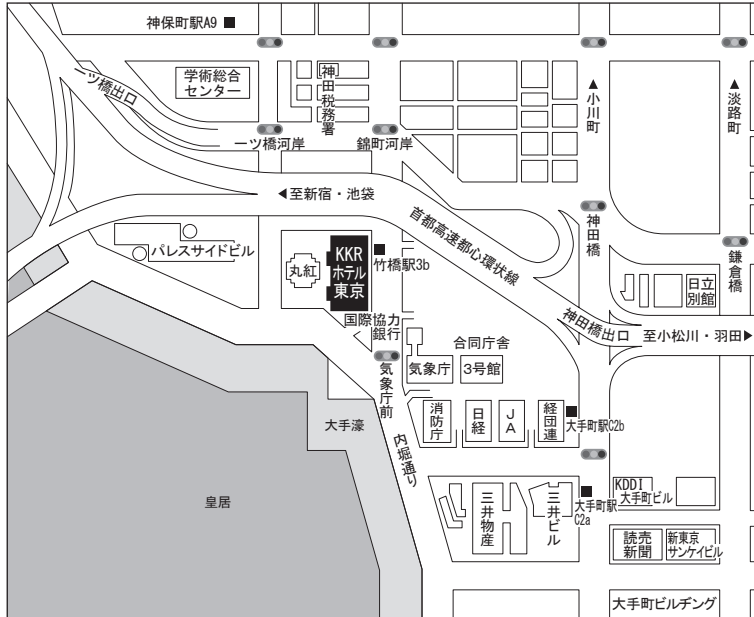 神保町駅A9
学術総合
センター
神田税務署
一ツ橋出口
一ツ橋河岸
錦町河岸
▲小川町
▲淡路町
◀至新宿・池袋
首都高速都心環状線
神田橋
鎌倉橋
パレスサイドビル
丸紅
KKR
ホテル
東京
竹橋駅3b
日立
別館
国際協力
銀行
神田橋出口
至小松川・羽田▶
合同庁舎
気象庁
3号館
気象庁前
消防庁
日経
JA
経団連
大手町駅C2b
大手濠
内堀通り
皇居
三井物産
三井ビル
大手町駅
C2a
KDDI
大手町ビル
読売
新聞
新東京
サンケイビル
大手町ビルヂング